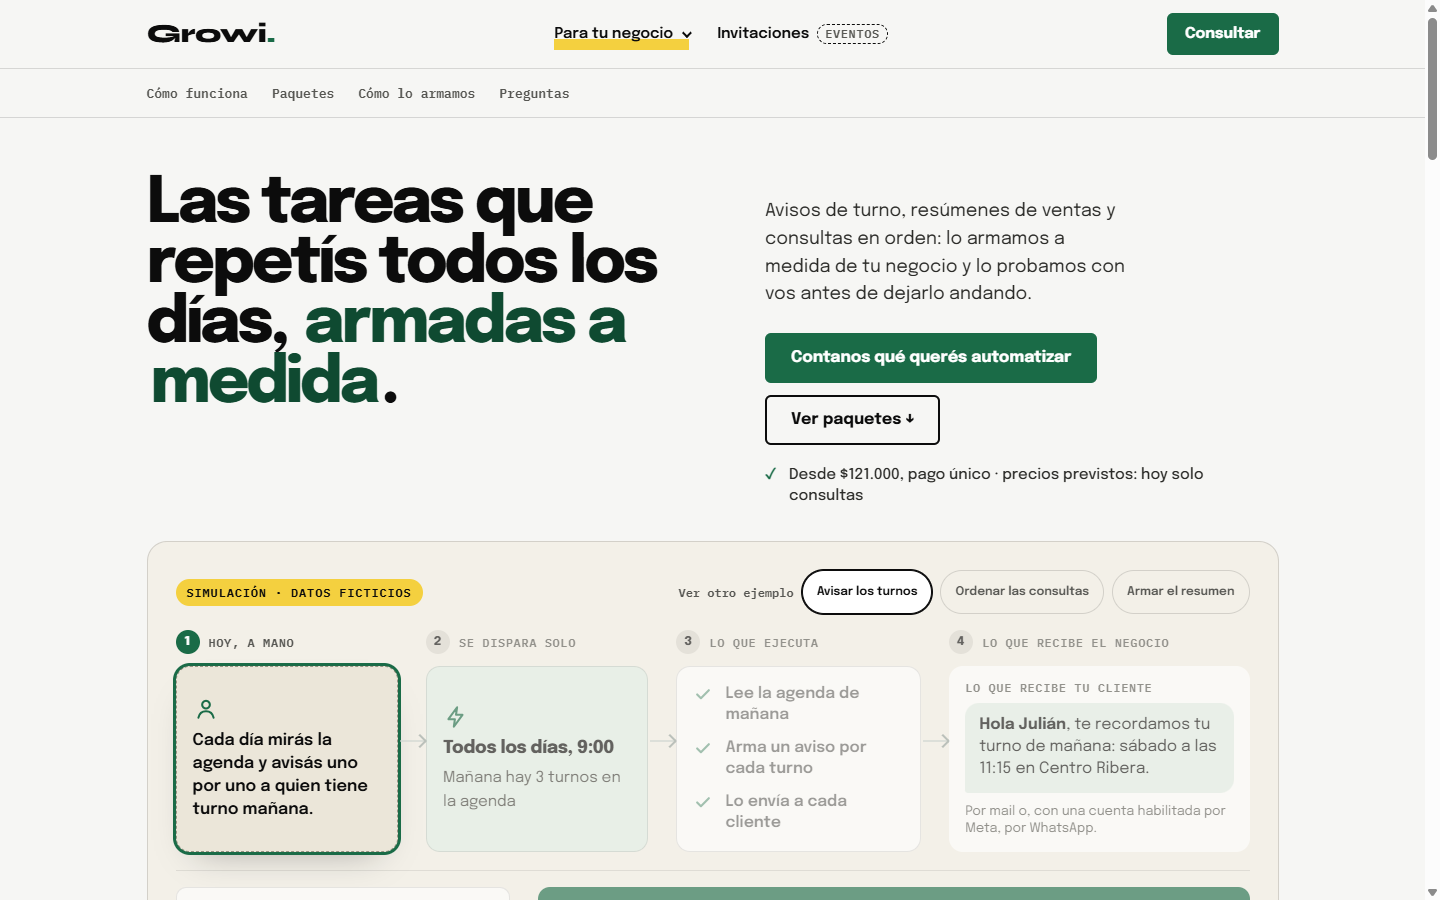 Growi.
Para tu negocio
Invitaciones EVENTOS
Consultar
Cómo funciona Paquetes Cómo lo armamos Preguntas
Las tareas que
repetís todos los
días, armadas a
medida.
Avisos de turno, resúmenes de ventas y
consultas en orden: lo armamos a
medida de tu negocio y lo probamos con
vos antes de dejarlo andando.
Contanos qué querés automatizar
Ver paquetes ↓
✓ Desde $121.000, pago único · precios previstos: hoy solo
consultas
SIMULACIÓN · DATOS FICTICIOS
Ver otro ejemplo
Avisar los turnos
Ordenar las consultas
Armar el resumen
1 HOY, A MANO
Cada día mirás la
agenda y avisás uno
por uno a quien tiene
turno mañana.
2 SE DISPARA SOLO
Todos los días, 9:00
Mañana hay 3 turnos en
la agenda
3 LO QUE EJECUTA
Lee la agenda de
mañana
Arma un aviso por
cada turno
Lo envía a cada
cliente
4 LO QUE RECIBE EL NEGOCIO
LO QUE RECIBE TU CLIENTE
Hola Julián, te recordamos tu
turno de mañana: sábado a las
11:15 en Centro Ribera.
Por mail o, con una cuenta habilitada por
Meta, por WhatsApp.